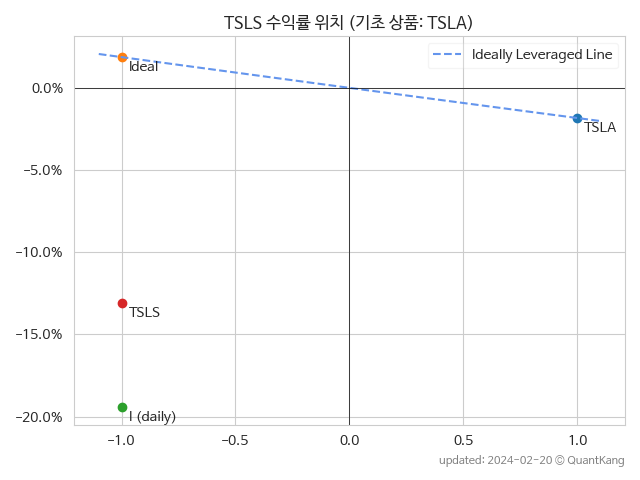 TSLS 수익률 위치 (기초 상품: TSLA)
Ideally Leveraged Line
Ideal
0.0%
TSLA
−5.0%
−10.0%
TSLS
−15.0%
I (daily)
−20.0%
−1.0 −0.5 0.0 0.5 1.0
updated: 2024-02-20 © QuantKang